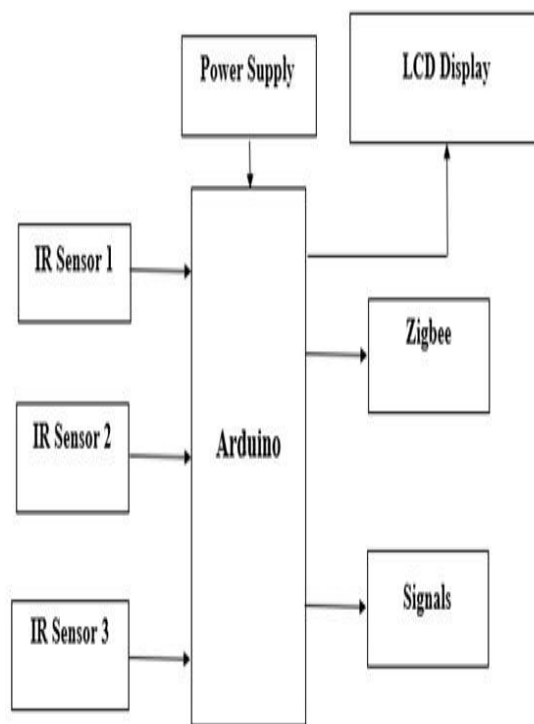 Power Supply
LCD Display
IR Sensor 1
Zigbee
IR Sensor 2
Arduino
Signals
IR Sensor 3